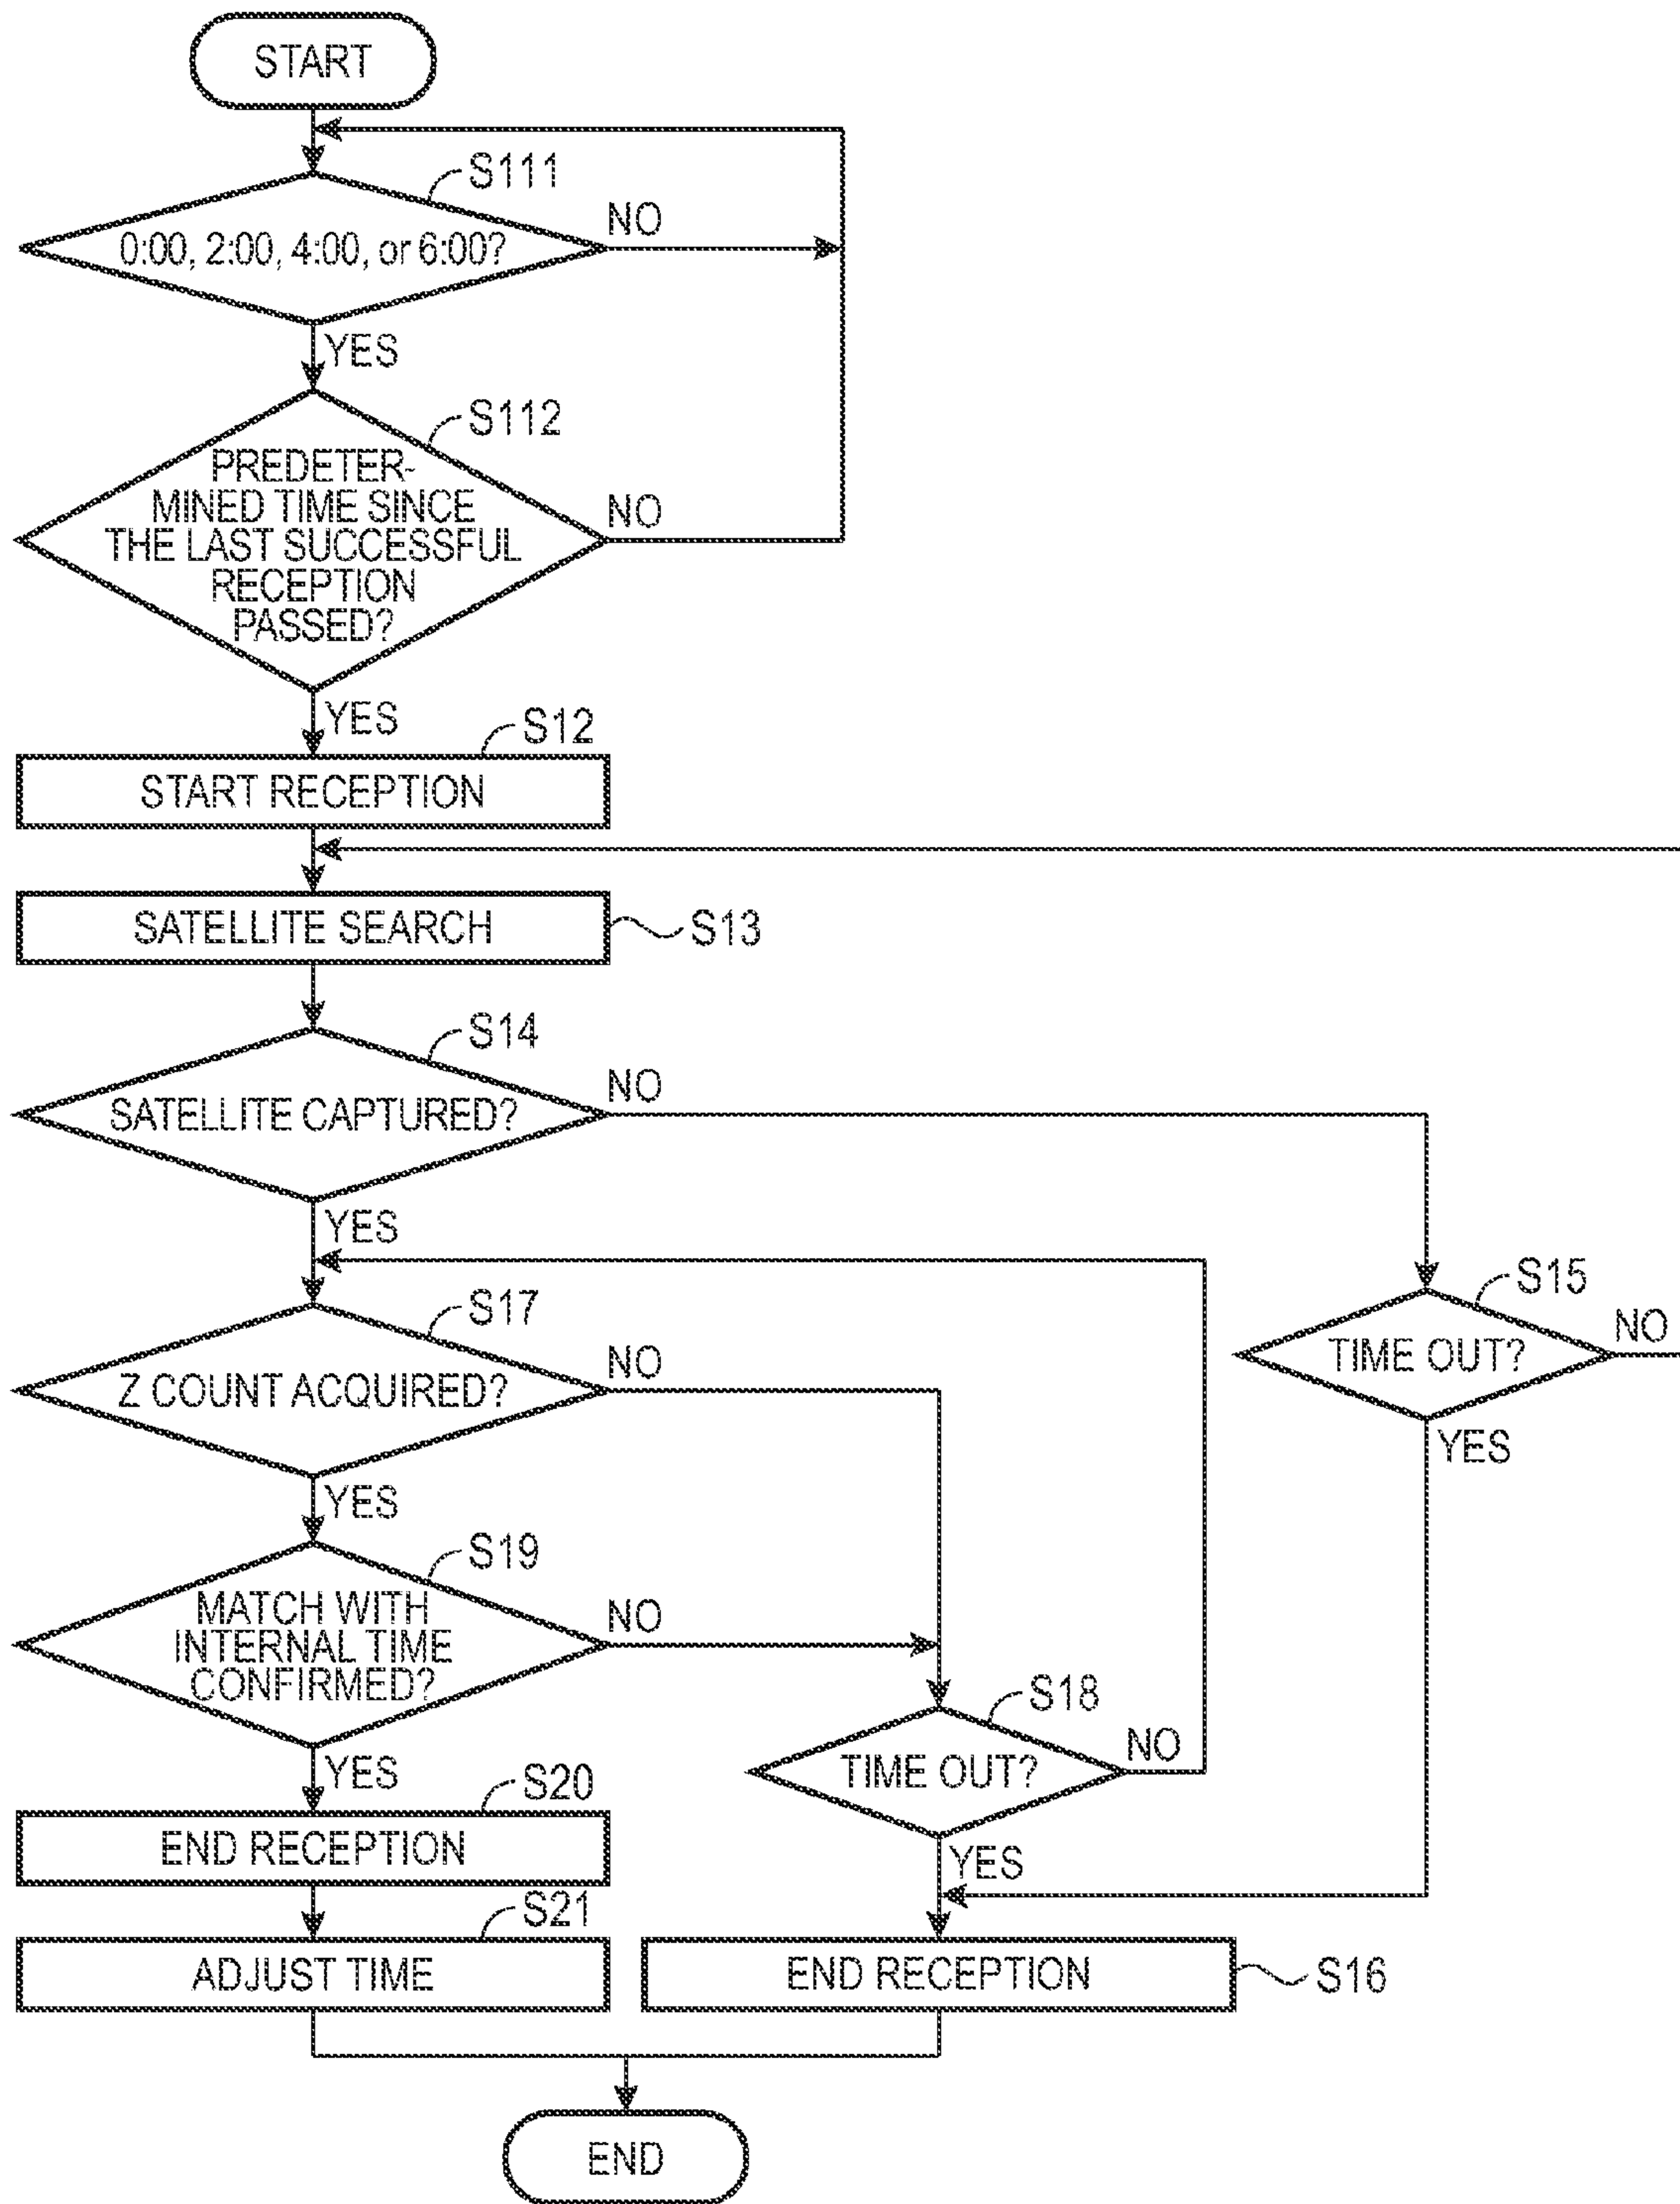 START
S111
0:00, 2:00, 4:00, or 6:00?
NO
YES
S112
PREDETER-
MINED TIME SINCE
THE LAST SUCCESSFUL
RECEPTION
PASSED?
NO
YES
S12
START RECEPTION
SATELLITE SEARCH
S13
S14
SATELLITE CAPTURED?
NO
YES
S15
TIME OUT?
NO
YES
S17
Z COUNT ACQUIRED?
NO
YES
S19
MATCH WITH
INTERNAL TIME
CONFIRMED?
NO
YES
S18
TIME OUT?
NO
YES
S20
END RECEPTION
S21
ADJUST TIME
END RECEPTION
S16
END